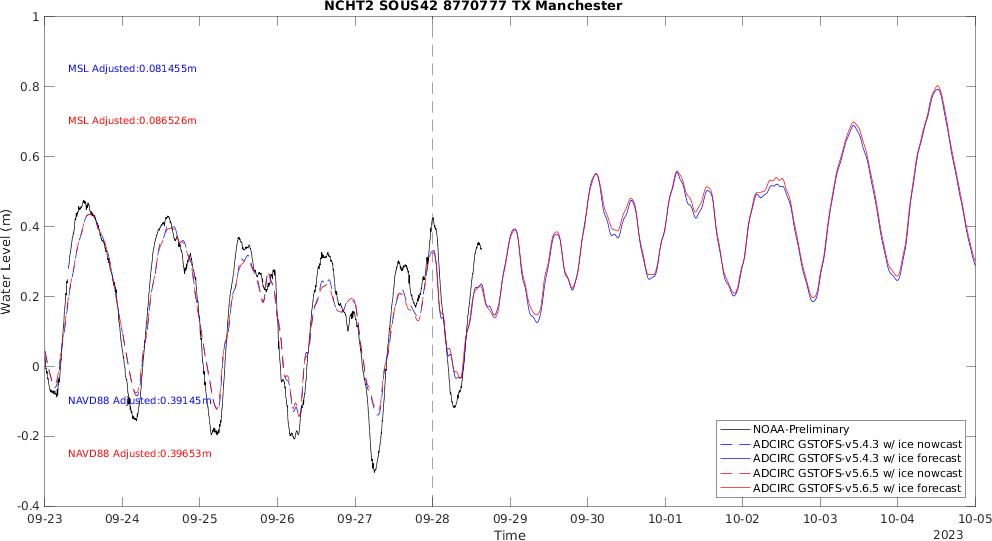 NCHT2 SOUS42 8770777 TX Manchester
1
0.8
0.6
0.4
0.2
0
-0.2
-0.4
Water Level (m)
MSL Adjusted:0.081455m
MSL Adjusted:0.086526m
NAVD88 Adjusted:0.39145m
NAVD88 Adjusted:0.39653m
NOAA-Preliminary
ADCIRC GSTOFS-v5.4.3 w/ ice nowcast
ADCIRC GSTOFS-v5.4.3 w/ ice forecast
ADCIRC GSTOFS-v5.6.5 w/ ice nowcast
ADCIRC GSTOFS-v5.6.5 w/ ice forecast
09-23 09-24 09-25 09-26 09-27 09-28 09-29 09-30 10-01 10-02 10-03 10-04 10-05
Time
2023